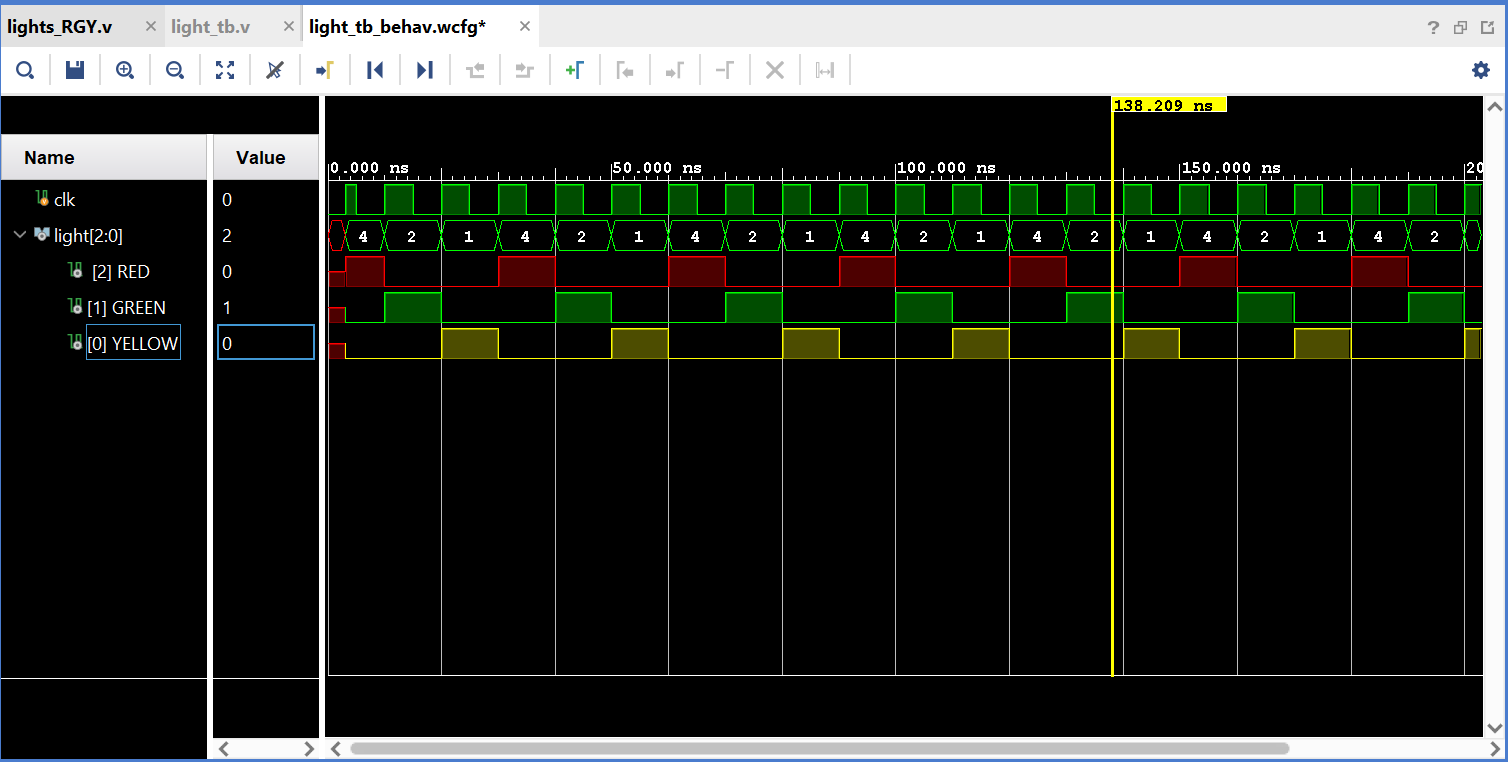 lights_RGY.v × light_tb.v × light_tb_behav.wcfg* ×
?
138.209 ns
Name Value
0.000 ns 50.000 ns 100.000 ns 150.000 ns 20
clk 0
light[2:0] 2 4 2 1 4 2 1 4 2 1 4 2 1 4 2 1 4 2 1 4 2
[2] RED 0
[1] GREEN 1
[0] YELLOW 0